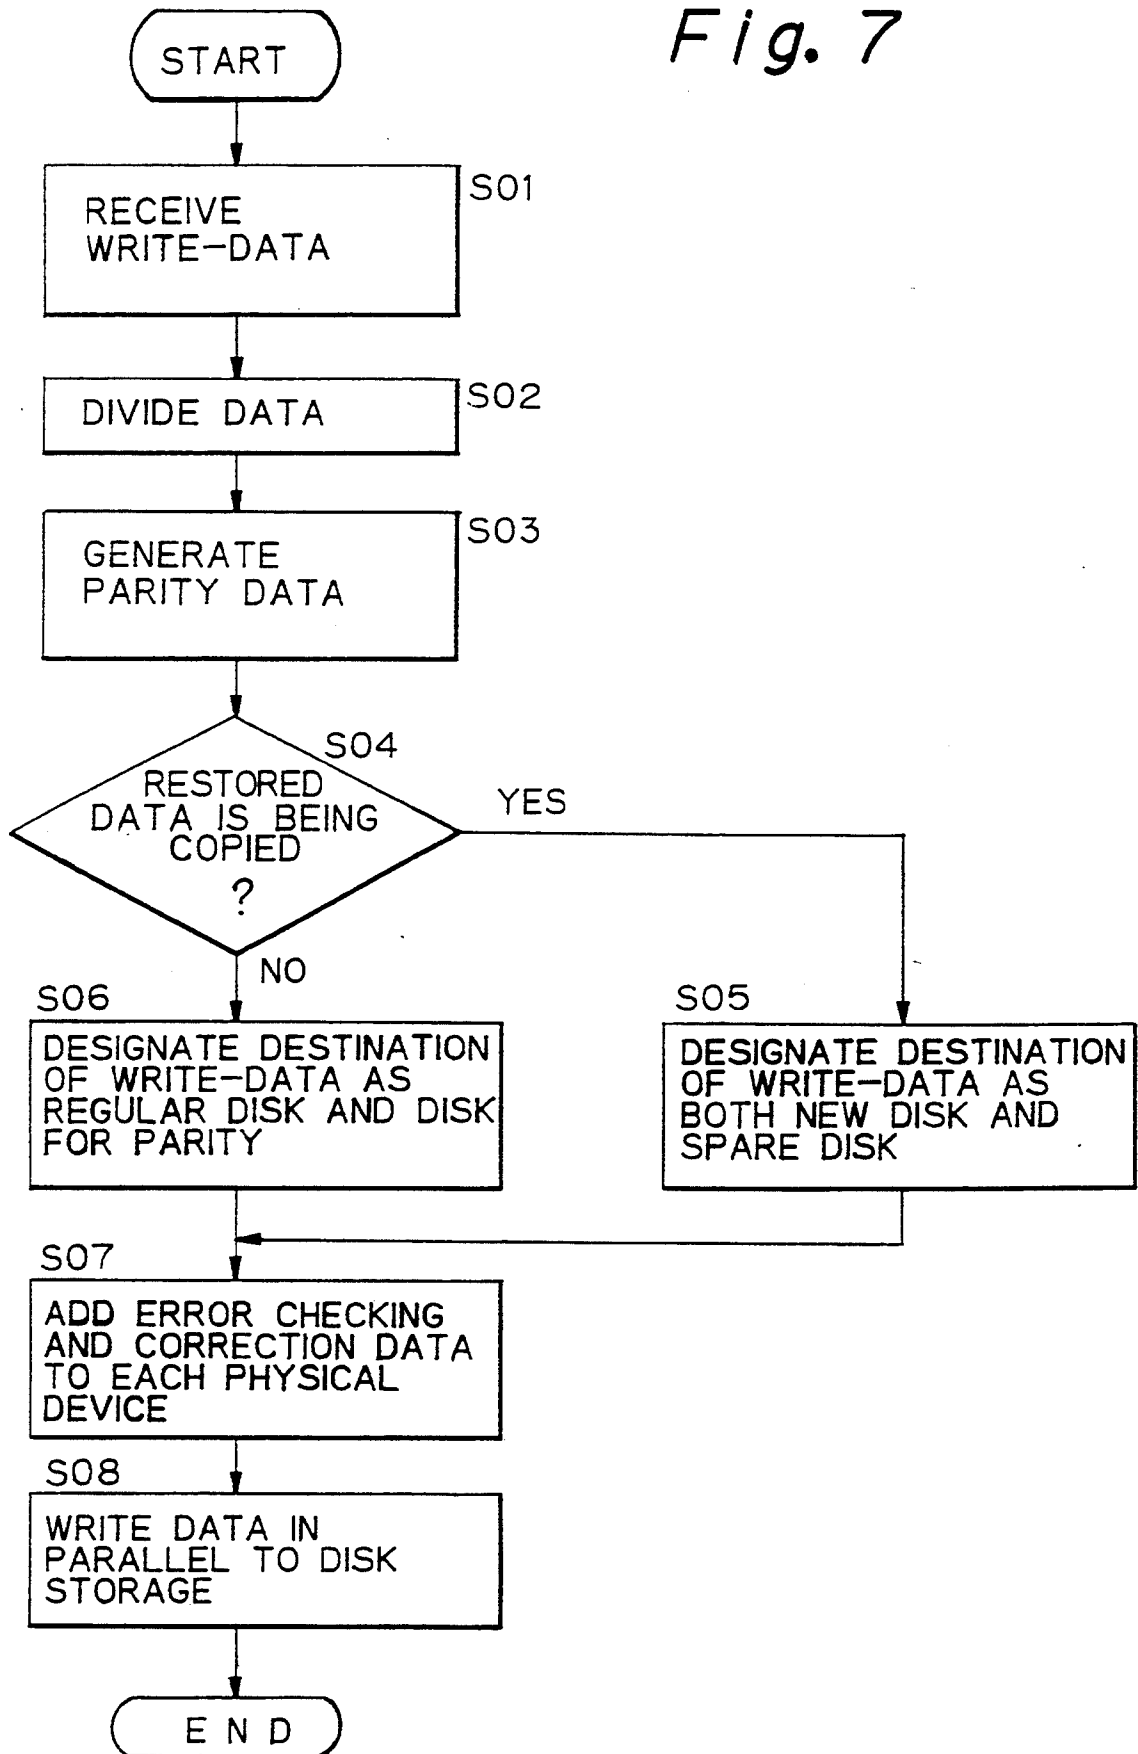 Fig. 7
START
S01
RECEIVE
WRITE-DATA
S02
DIVIDE DATA
S03
GENERATE
PARITY DATA
S04
RESTORED
DATA IS BEING
COPIED
?
YES
NO
S06
DESIGNATE DESTINATION
OF WRITE-DATA AS
REGULAR DISK AND DISK
FOR PARITY
S05
DESIGNATE DESTINATION
OF WRITE-DATA AS
BOTH NEW DISK AND
SPARE DISK
S07
ADD ERROR CHECKING
AND CORRECTION DATA
TO EACH PHYSICAL
DEVICE
S08
WRITE DATA IN
PARALLEL TO DISK
STORAGE
END